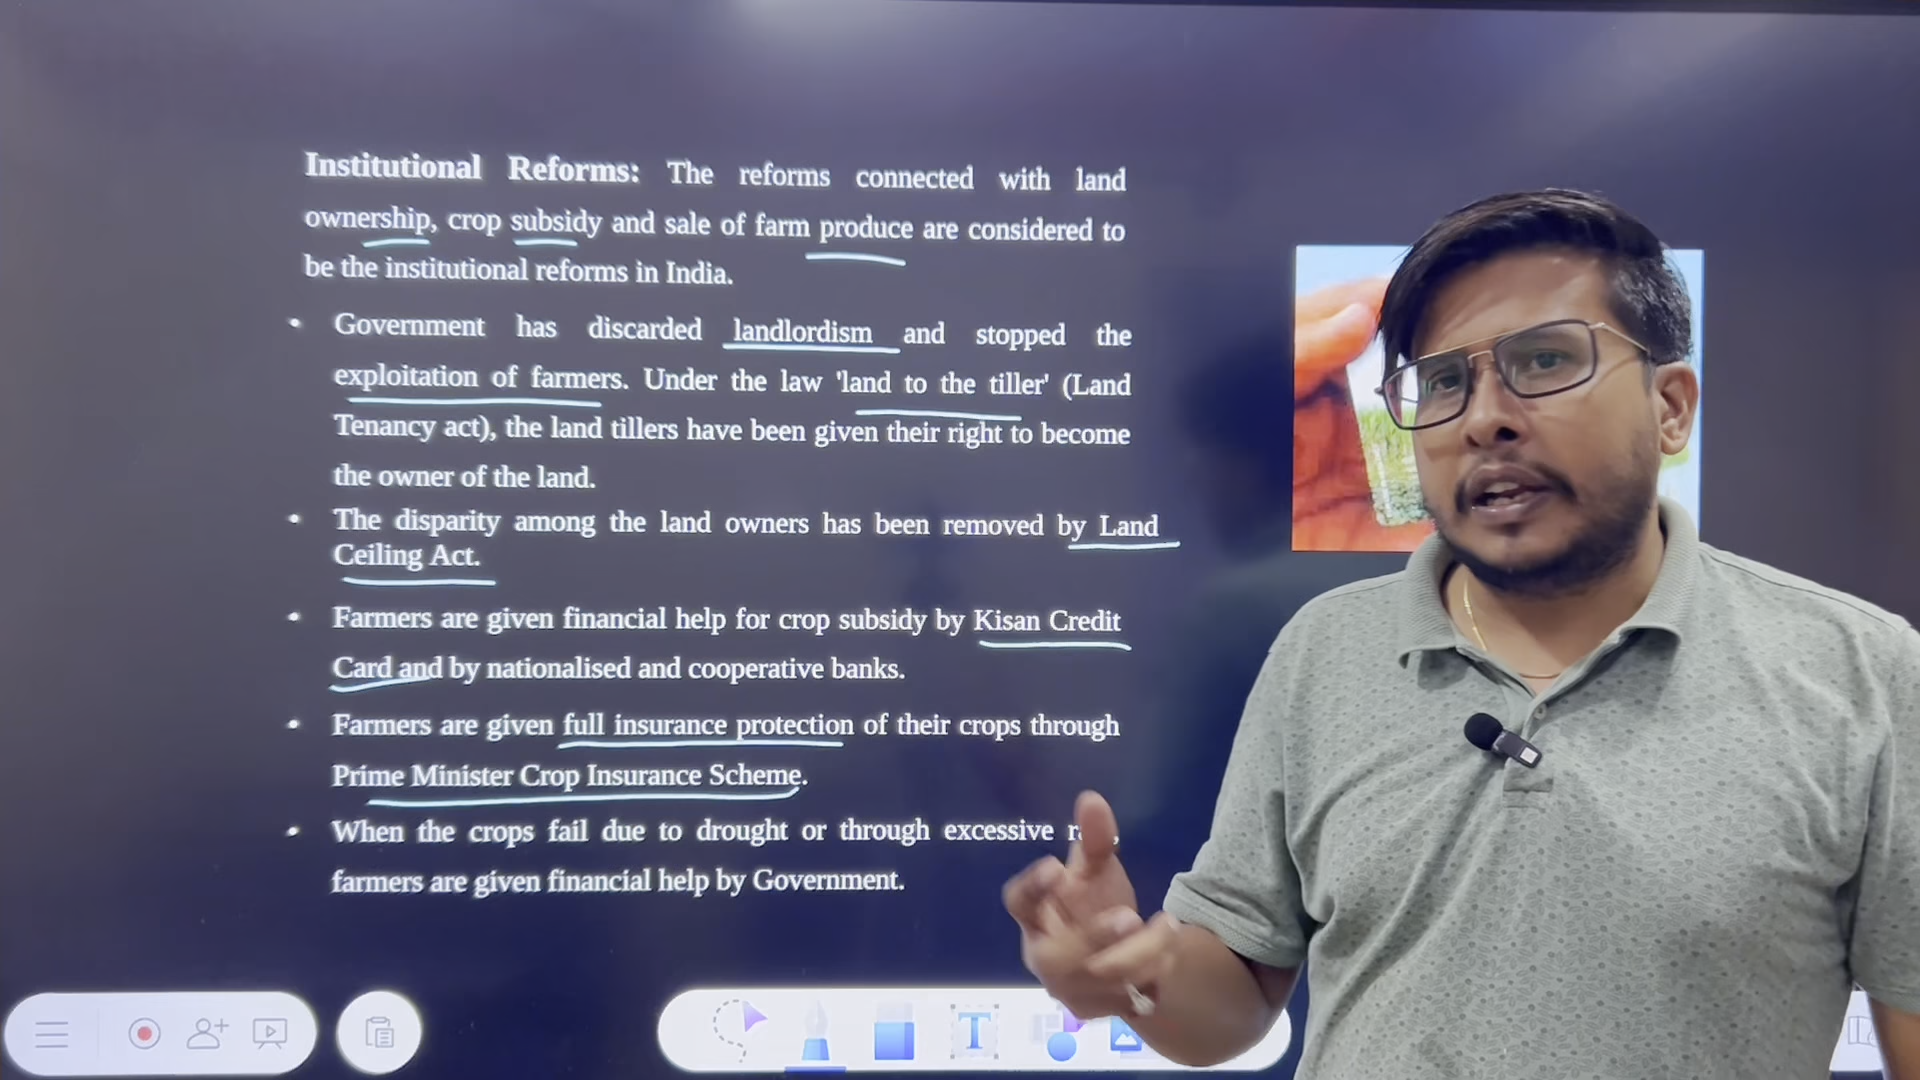 Institutional Reforms: The reforms connected with land
ownership, crop subsidy and sale of farm produce are considered to
be the institutional reforms in India.
• Government has discarded landlordism and stopped the
exploitation of farmers. Under the law 'land to the tiller' (Land
Tenancy act), the land tillers have been given their right to become
the owner of the land.
• The disparity among the land owners has been removed by Land
Ceiling Act.
• Farmers are given financial help for crop subsidy by Kisan Credit
Card and by nationalised and cooperative banks.
• Farmers are given full insurance protection of their crops through
Prime Minister Crop Insurance Scheme.
• When the crops fail due to drought or through excessive
farmers are given financial help by Government.
T